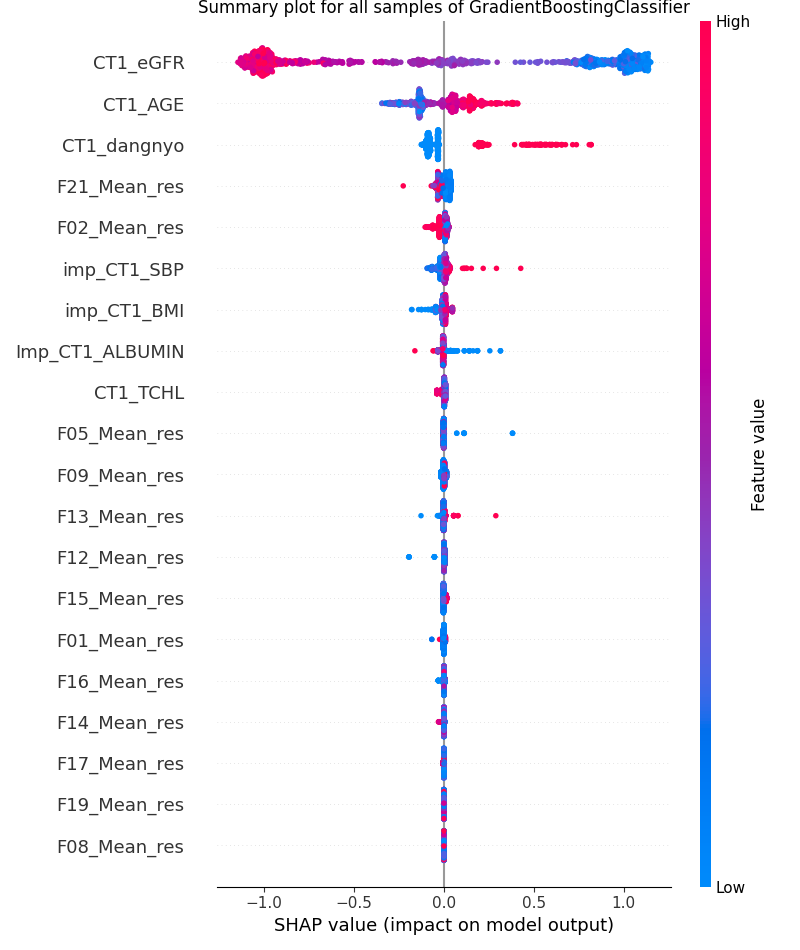 Summary plot for all samples of GradientBoostingClassifier
High
CT1_eGFR
CT1_AGE
CT1_dangnyo
F21_Mean_res
F02_Mean_res
imp_CT1_SBP
imp_CT1_BMI
Imp_CT1_ALBUMIN
CT1_TCHL
F05_Mean_res
F09_Mean_res
F13_Mean_res
F12_Mean_res
F15_Mean_res
F01_Mean_res
F16_Mean_res
F14_Mean_res
F17_Mean_res
F19_Mean_res
F08_Mean_res
Feature value
Low
−1.0 −0.5 0.0 0.5 1.0
SHAP value (impact on model output)